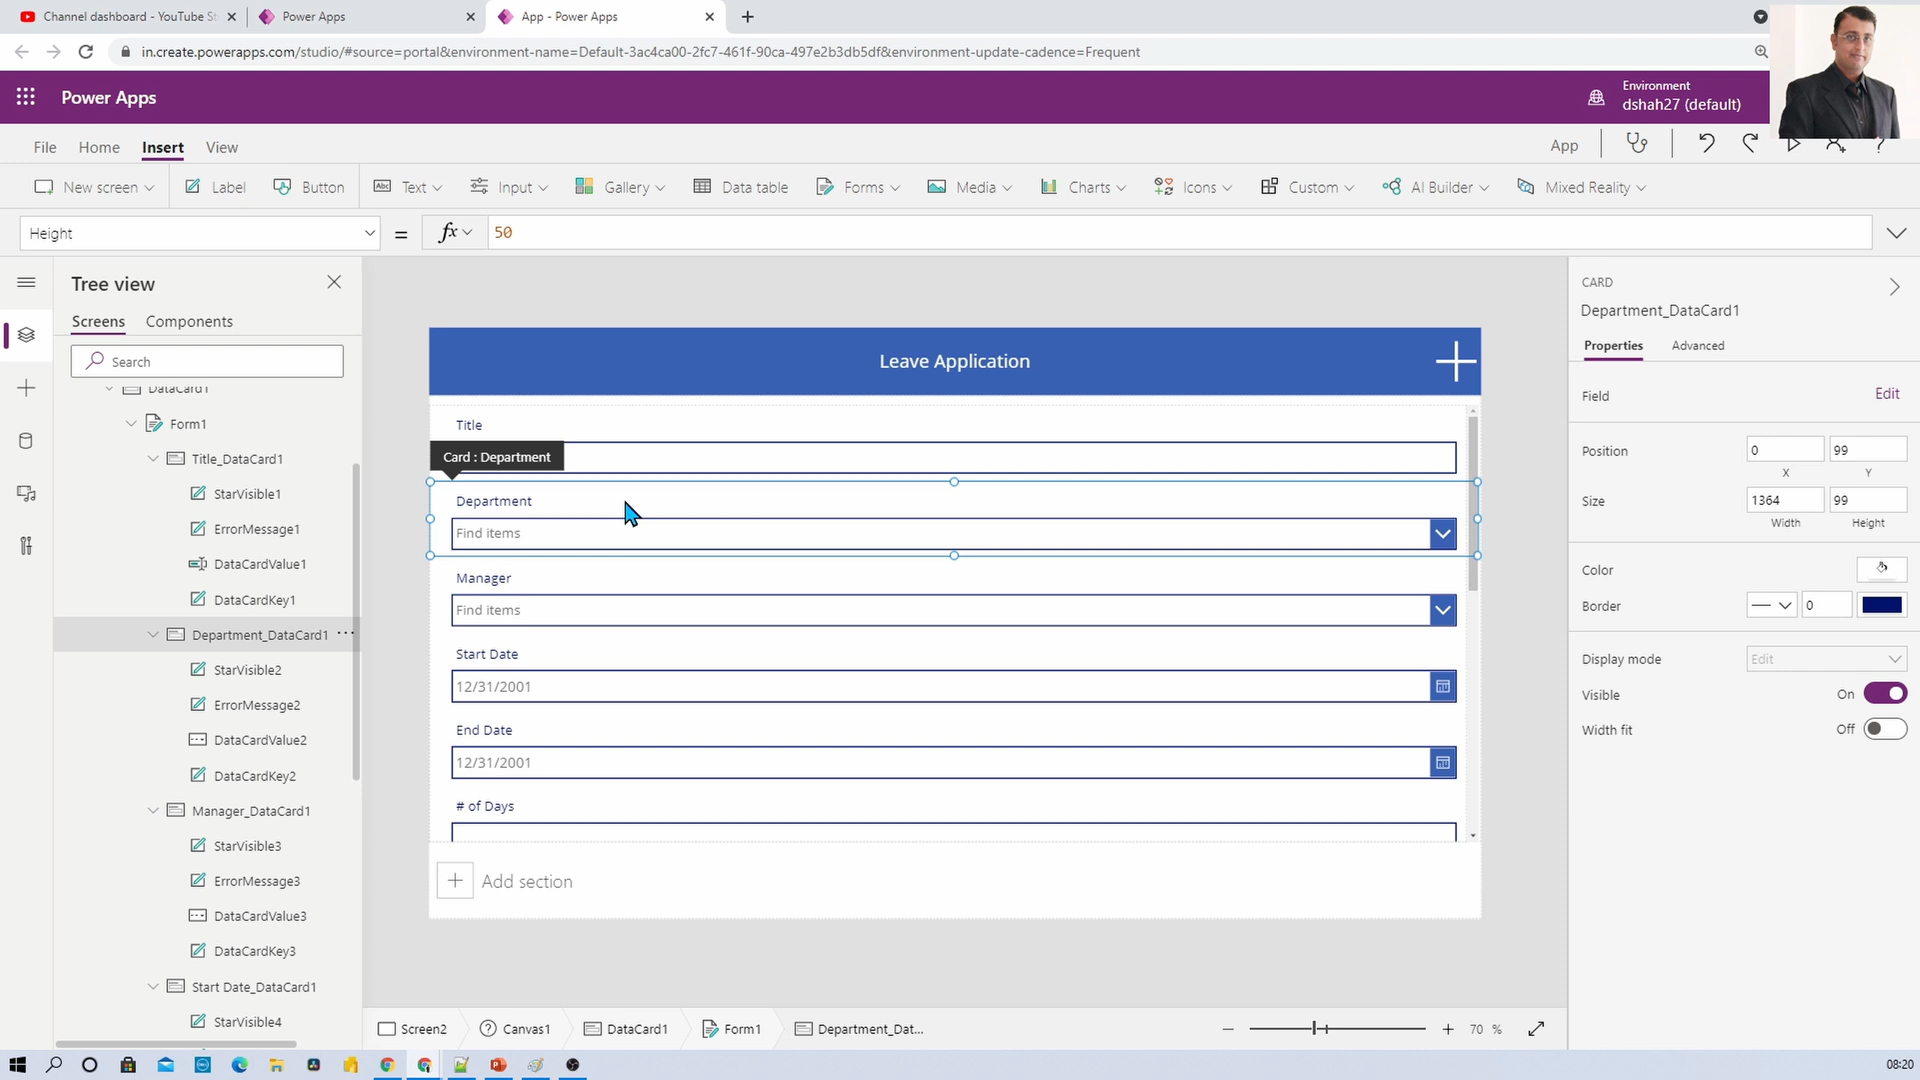 Channel dashboard - YouTube St
Power Apps
App - Power Apps
in.create.powerapps.com/studio/#source=portal&environment-name=Default-3ac4ca00-2fc7-461f-90ca-497e2b3db5df&environment-update-cadence=Frequent
Power Apps
Environment
dshah27 (default)
File
Home
Insert
View
App
New screen
Label
Button
Text
Input
Gallery
Data table
Forms
Media
Charts
Icons
Custom
AI Builder
Mixed Reality
Height
=
fx
50
Tree view
Screens
Components
Search
DataCard1
Form1
Title_DataCard1
StarVisible1
ErrorMessage1
DataCardValue1
DataCardKey1
Department_DataCard1
StarVisible2
ErrorMessage2
DataCardValue2
DataCardKey2
Manager_DataCard1
StarVisible3
ErrorMessage3
DataCardValue3
DataCardKey3
Start Date_DataCard1
StarVisible4
Leave Application
Title
Card : Department
Department
Find items
Manager
Find items
Start Date
12/31/2001
End Date
12/31/2001
# of Days
Add section
Screen2
Canvas1
DataCard1
Form1
Department_Dat...
70 %
CARD
Department_DataCard1
Properties
Advanced
Field
Edit
Position
0
99
X
Y
Size
1364
99
Width
Height
Color
Border
0
Display mode
Edit
Visible
On
Width fit
Off
08:20